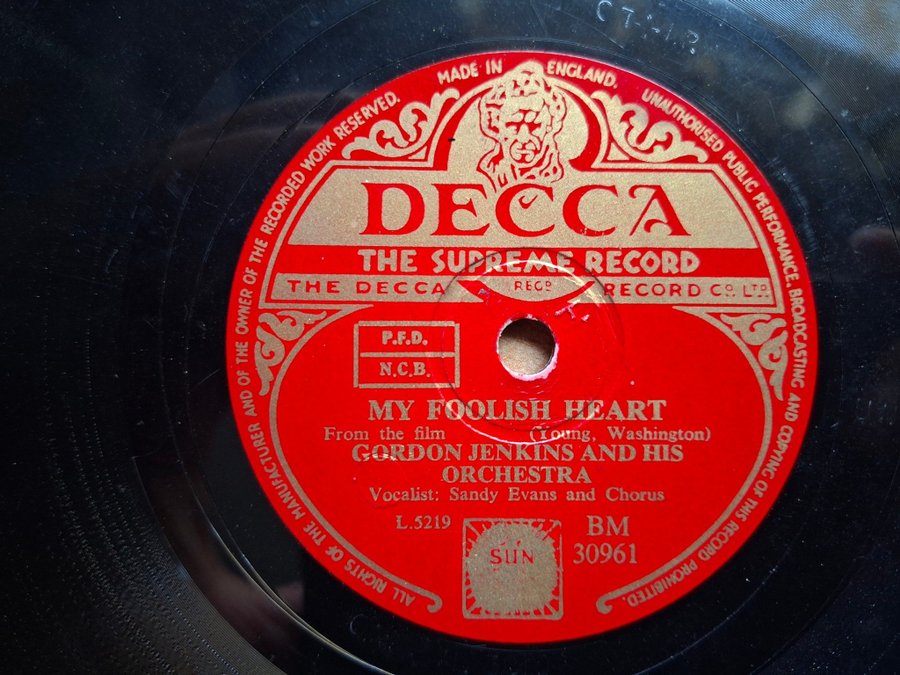 MADE IN ENGLAND.
UNAUTHORISED PUBLIC PERFORMANCE, BROADCASTING AND COPYING OF THIS RECORD PROHIBITED.
ALL RIGHTS OF THE MANUFACTURER AND OF THE OWNER OF THE RECORDED WORK RESERVED.
DECCA
THE SUPREME RECORD
THE DECCA REGD RECORD CO. LTD.
P.F.D.
N.C.B.
MY FOOLISH HEART
From the film (Young, Washington)
GORDON JENKINS AND HIS
ORCHESTRA
Vocalist: Sandy Evans and Chorus
L.5219 BM
SUN 30961